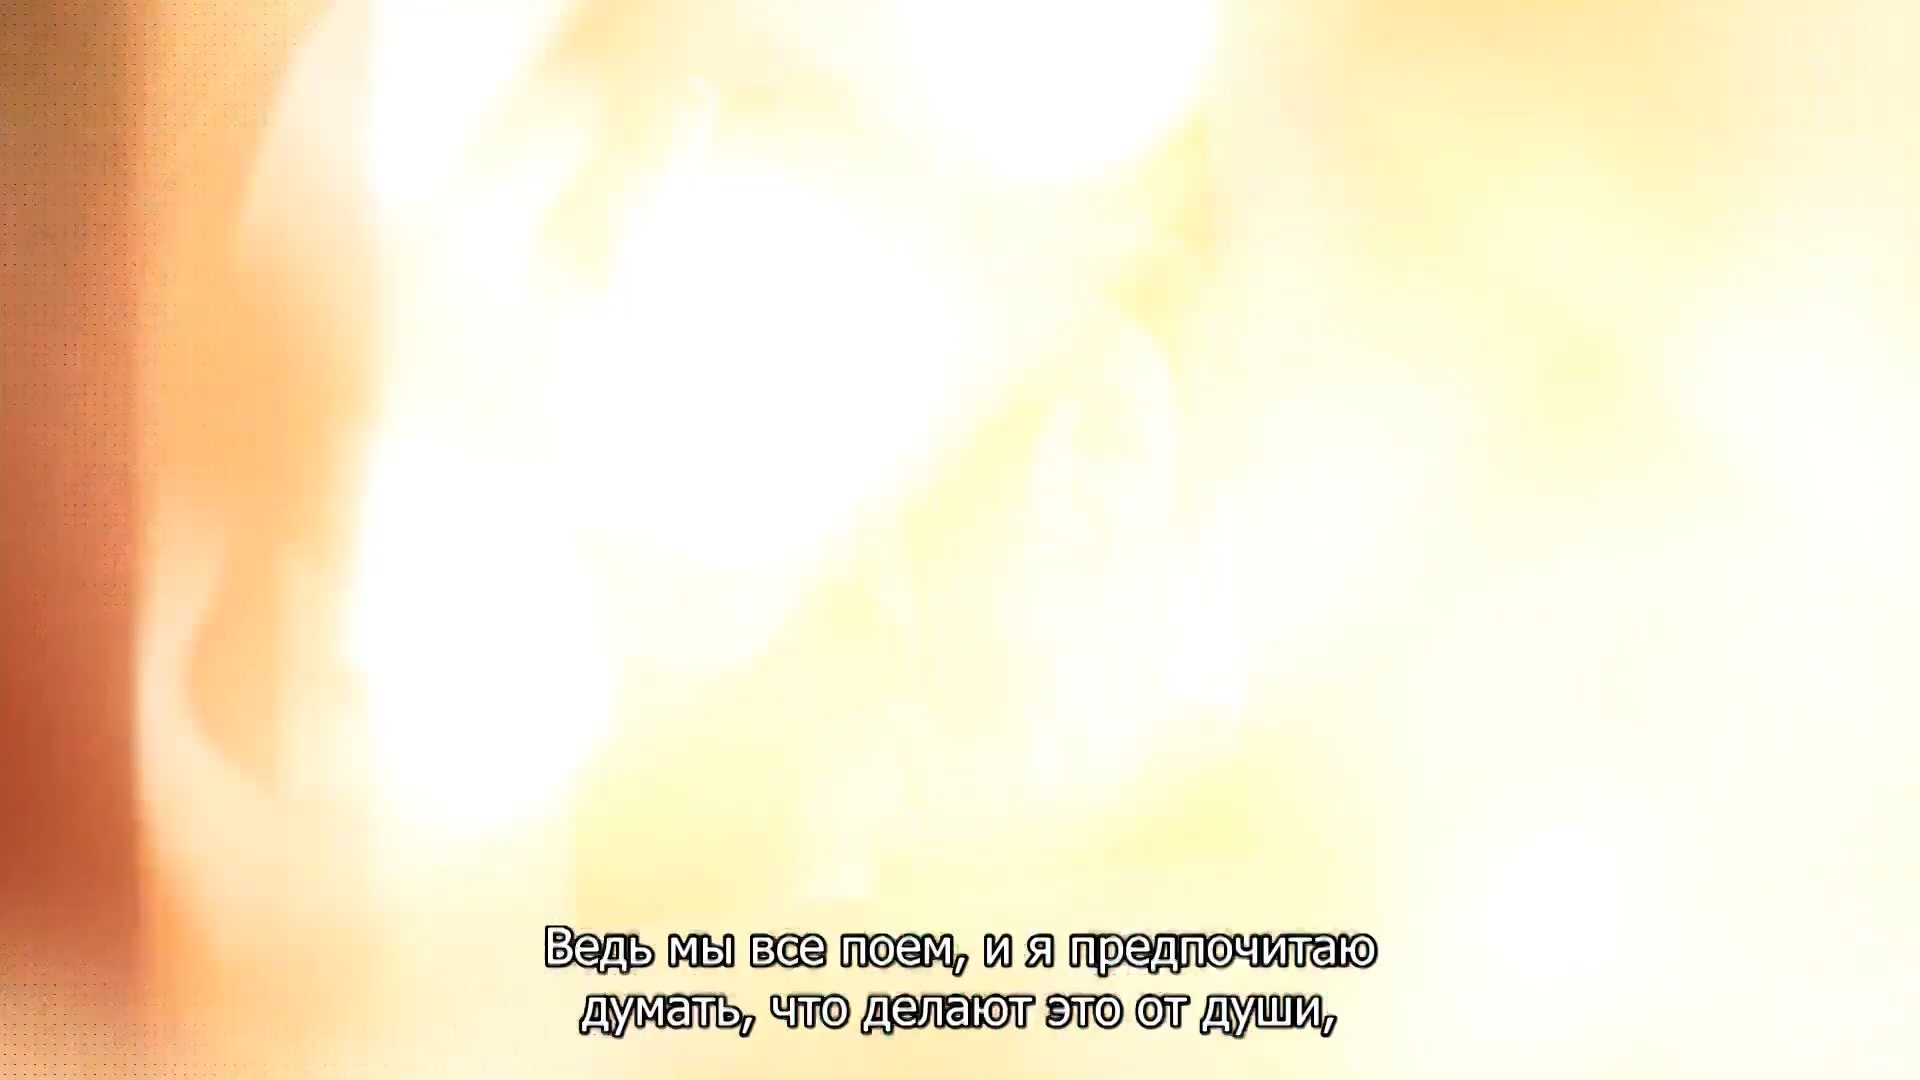 Ведь мы все поем, и я предпочитаю
думать, что делают это от души,